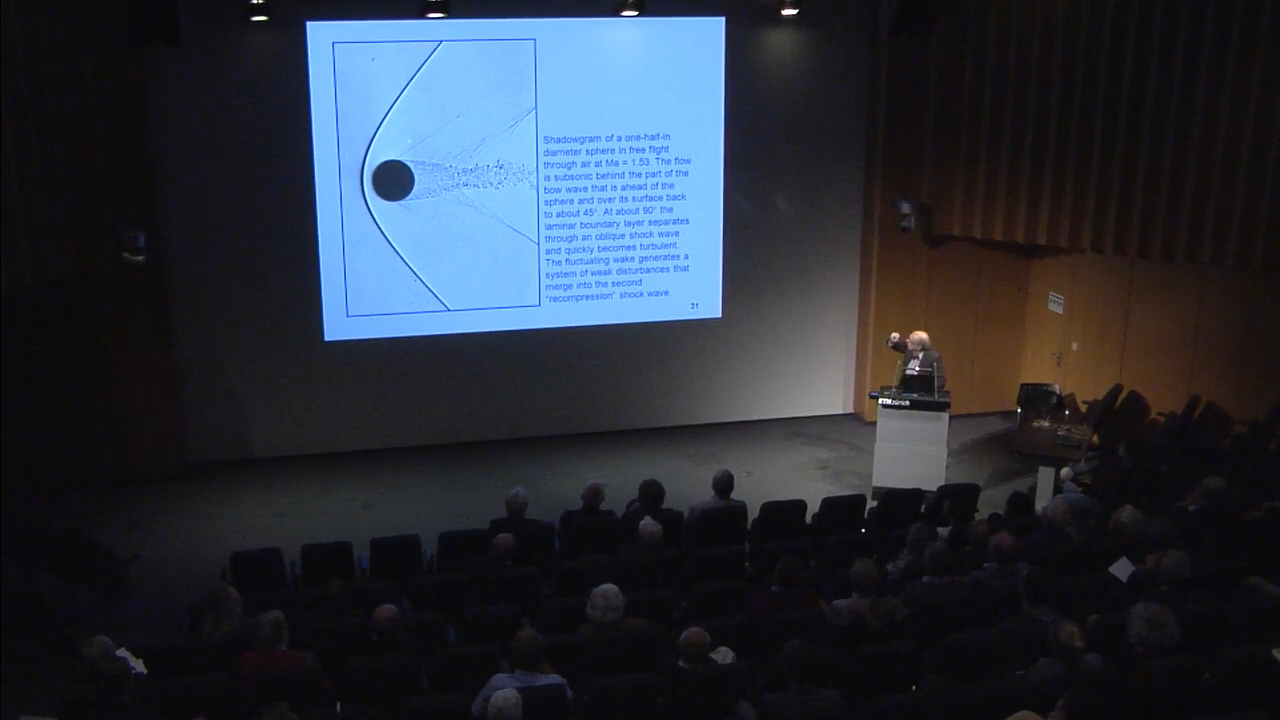 Shadowgram of a one-half-in
diameter sphere in free flight
through air at Ma = 1.53. The flow
is subsonic behind the part of the
bow wave that is ahead of the
sphere and over its surface back
to about 45°. At about 90° the
laminar boundary layer separates
through an oblique shock wave
and quickly becomes turbulent.
The fluctuating wake generates a
system of weak disturbances that
merge into the second
"recompression" shock wave.
31
ETH zürich